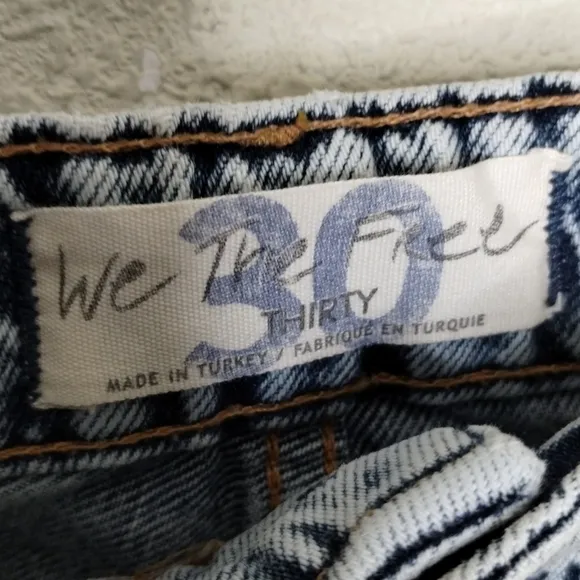 We The Free
30
THIRTY
MADE IN TURKEY / FABRIQUÉ EN TURQUIE